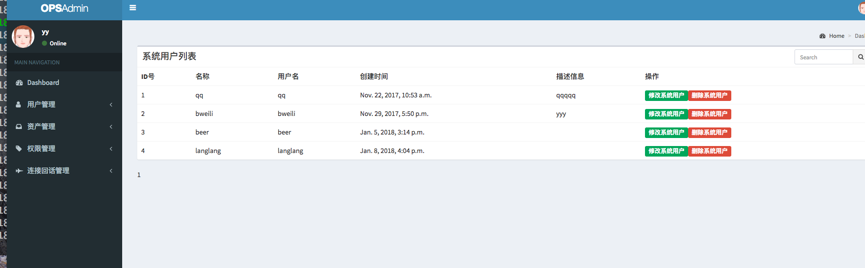 OPSAdmin
yy
Online
Home > Das
MAIN NAVIGATION
Dashboard
用户管理
资产管理
权限管理
连接回话管理
系统用户列表
Search
ID号 名称 用户名 创建时间 描述信息 操作
1 qq qq Nov. 22, 2017, 10:53 a.m. qqqqq 修改系统用户 删除系统用户
2 bweili bweili Nov. 29, 2017, 5:50 p.m. yyy 修改系统用户 删除系统用户
3 beer beer Jan. 5, 2018, 3:14 p.m. 修改系统用户 删除系统用户
4 langlang langlang Jan. 8, 2018, 4:04 p.m. 修改系统用户 删除系统用户
1